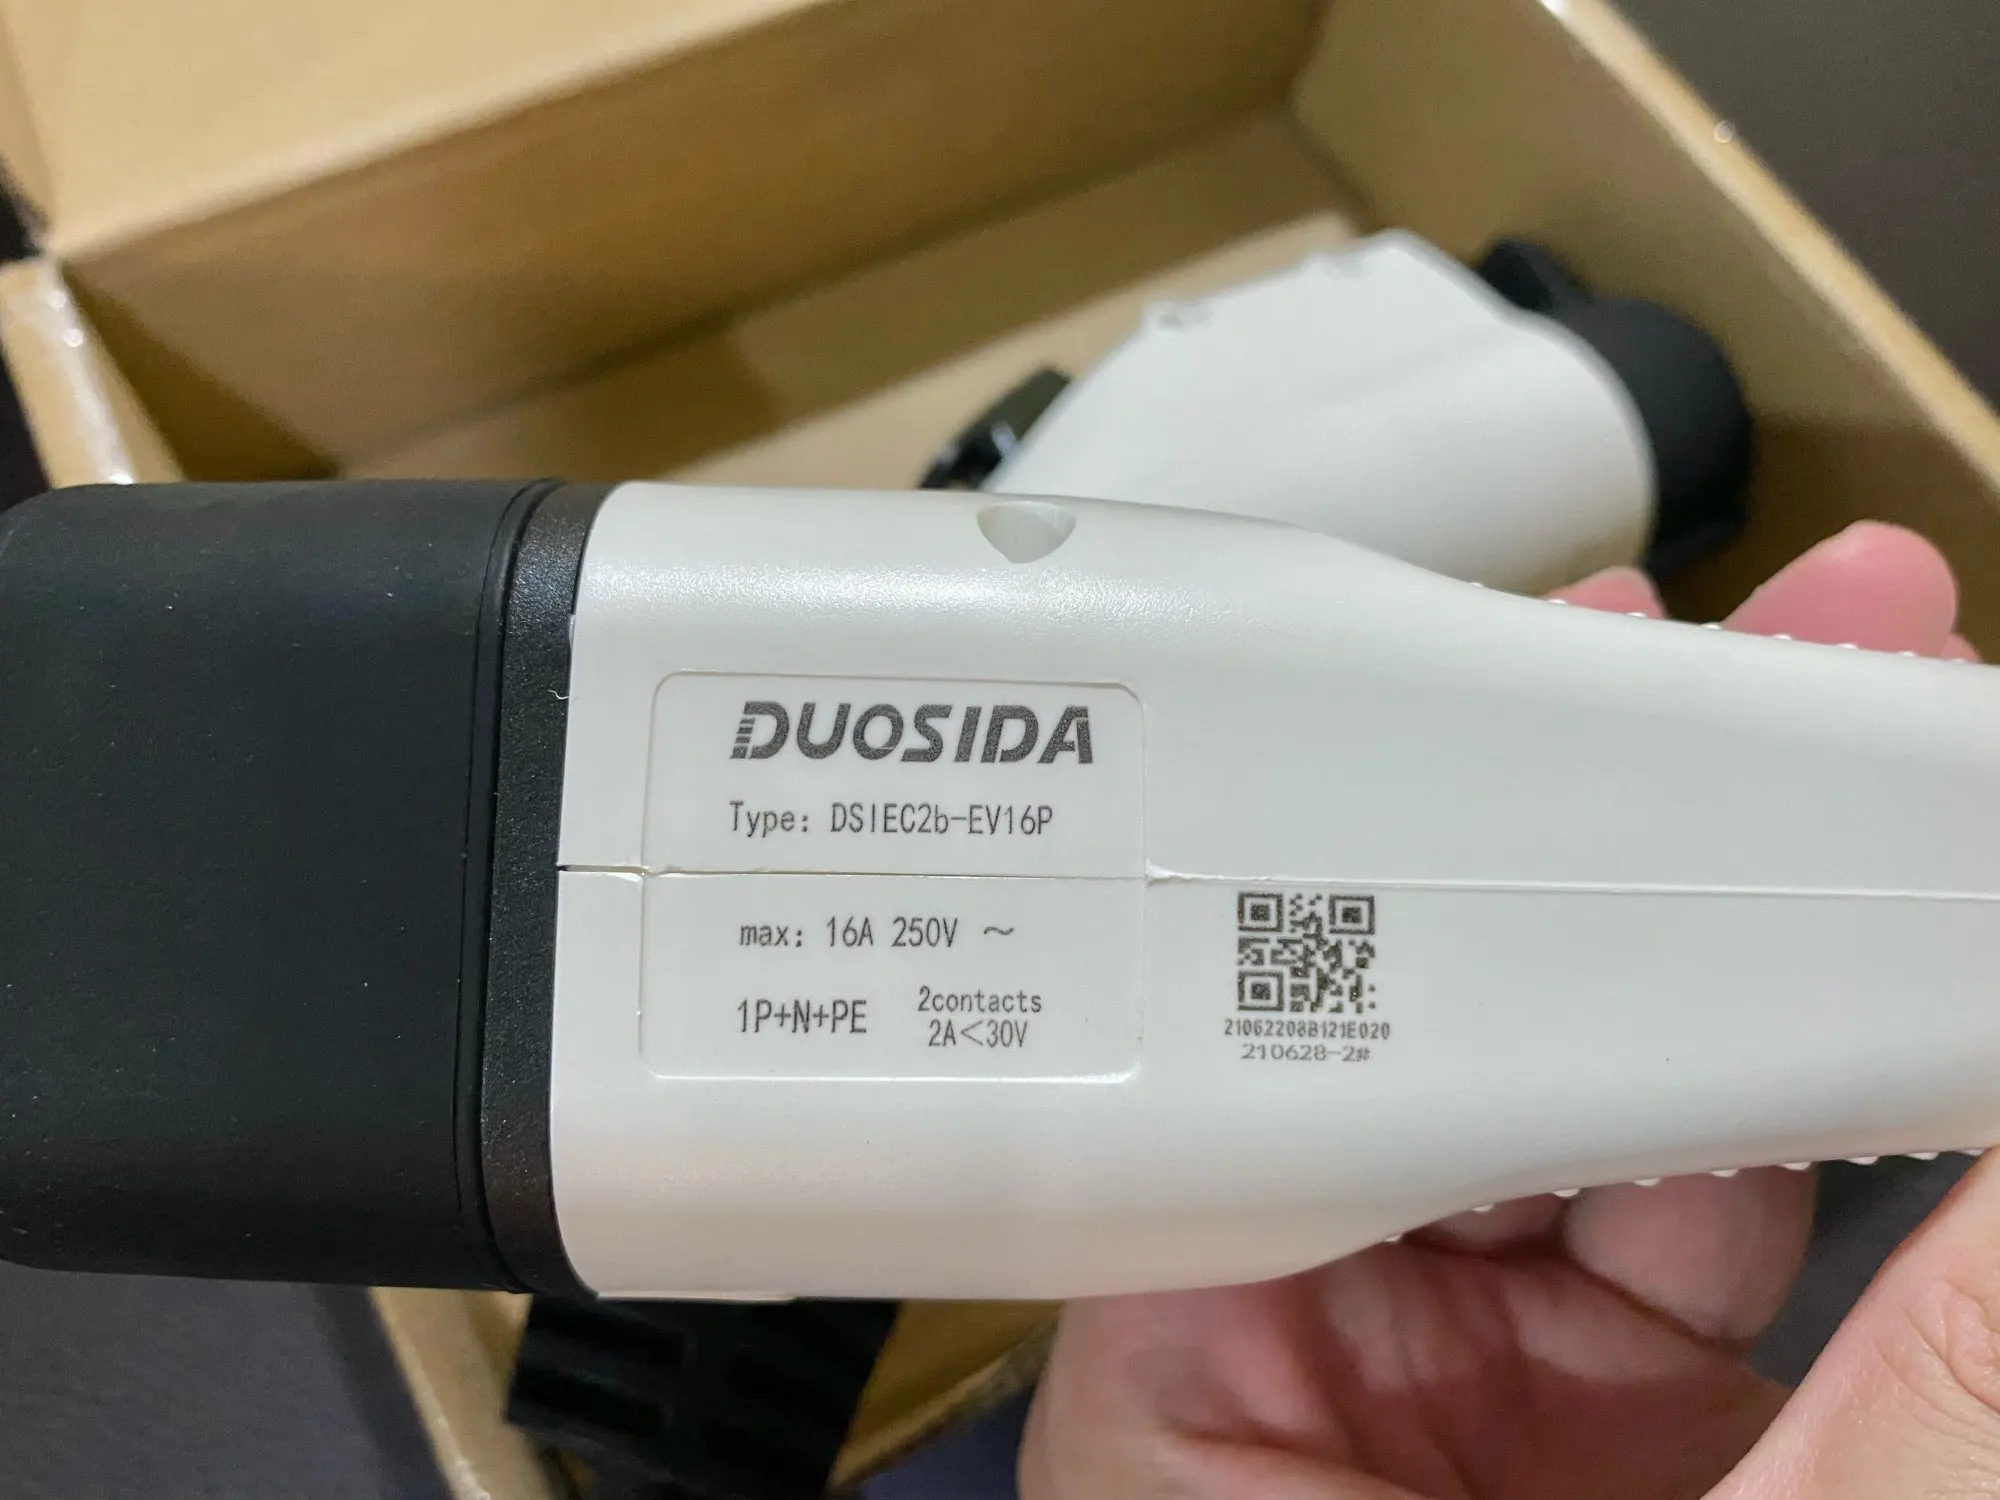 DUOSIDA
Type: DSIEC2b-EV16P
max: 16A 250V ~
1P+N+PE
2contacts
2A<30V
21062208B121E020
210628-2#